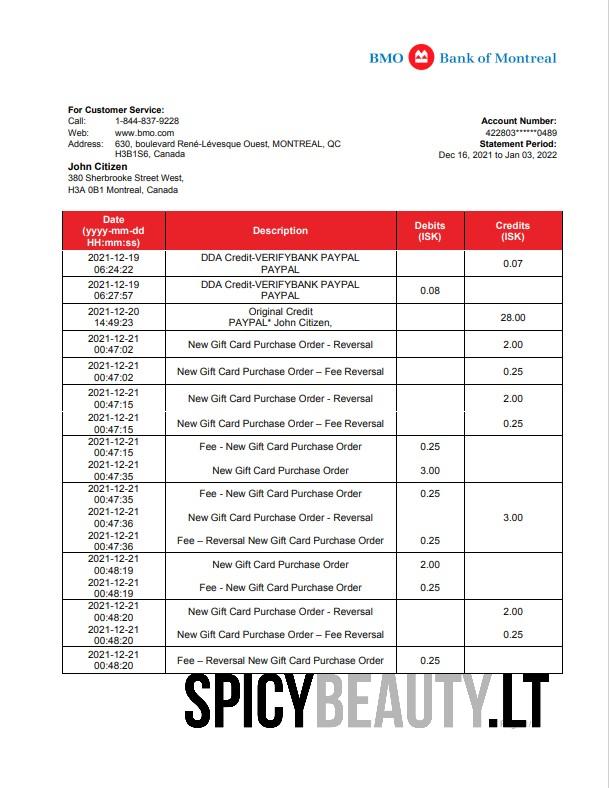 BMO Bank of Montreal
For Customer Service:
Call: 1-844-837-9228
Web: www.bmo.com
Address: 630, boulevard René-Lévesque Ouest, MONTREAL, QC
H3B1S6, Canada
John Citizen
380 Sherbrooke Street West,
H3A 0B1 Montreal, Canada
Account Number:
422803******0489
Statement Period:
Dec 16, 2021 to Jan 03, 2022
Date
(yyyy-mm-dd
HH:mm:ss)
Description
Debits
(ISK)
Credits
(ISK)
2021-12-19
06:24:22
DDA Credit-VERIFYBANK PAYPAL
PAYPAL
0.07
2021-12-19
06:27:57
DDA Credit-VERIFYBANK PAYPAL
PAYPAL
0.08
2021-12-20
14:49:23
Original Credit
PAYPAL* John Citizen,
28.00
2021-12-21
00:47:02
New Gift Card Purchase Order - Reversal
2.00
2021-12-21
00:47:02
New Gift Card Purchase Order – Fee Reversal
0.25
2021-12-21
00:47:15
New Gift Card Purchase Order - Reversal
2.00
2021-12-21
00:47:15
New Gift Card Purchase Order – Fee Reversal
0.25
2021-12-21
00:47:15
Fee - New Gift Card Purchase Order
0.25
2021-12-21
00:47:35
New Gift Card Purchase Order
3.00
2021-12-21
00:47:35
Fee - New Gift Card Purchase Order
0.25
2021-12-21
00:47:36
New Gift Card Purchase Order - Reversal
3.00
2021-12-21
00:47:36
Fee – Reversal New Gift Card Purchase Order
0.25
2021-12-21
00:48:19
New Gift Card Purchase Order
2.00
2021-12-21
00:48:19
Fee - New Gift Card Purchase Order
0.25
2021-12-21
00:48:20
New Gift Card Purchase Order - Reversal
2.00
2021-12-21
00:48:20
New Gift Card Purchase Order – Fee Reversal
0.25
2021-12-21
00:48:20
Fee – Reversal New Gift Card Purchase Order
0.25
SPICYBEAUTY.LT